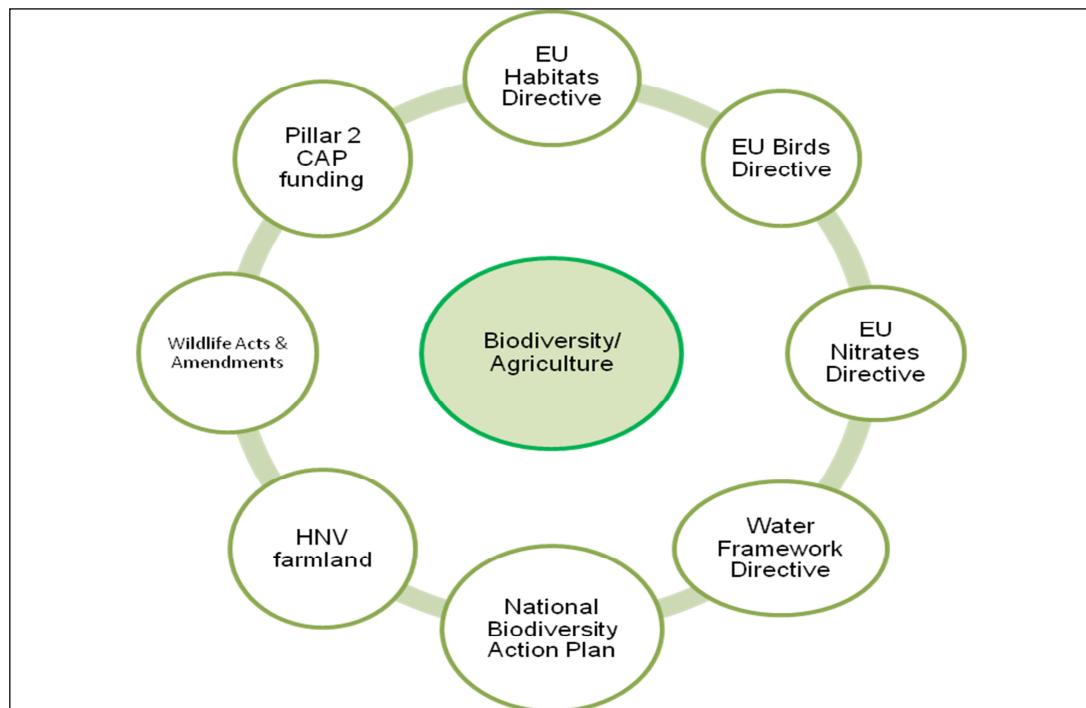 EU
Habitats
Directive
EU Birds
Directive
EU
Nitrates
Directive
Water
Framework
Directive
National
Biodiversity
Action Plan
HNV
farmland
Wildlife Acts &
Amendments
Pillar 2
CAP
funding
Biodiversity/
Agriculture